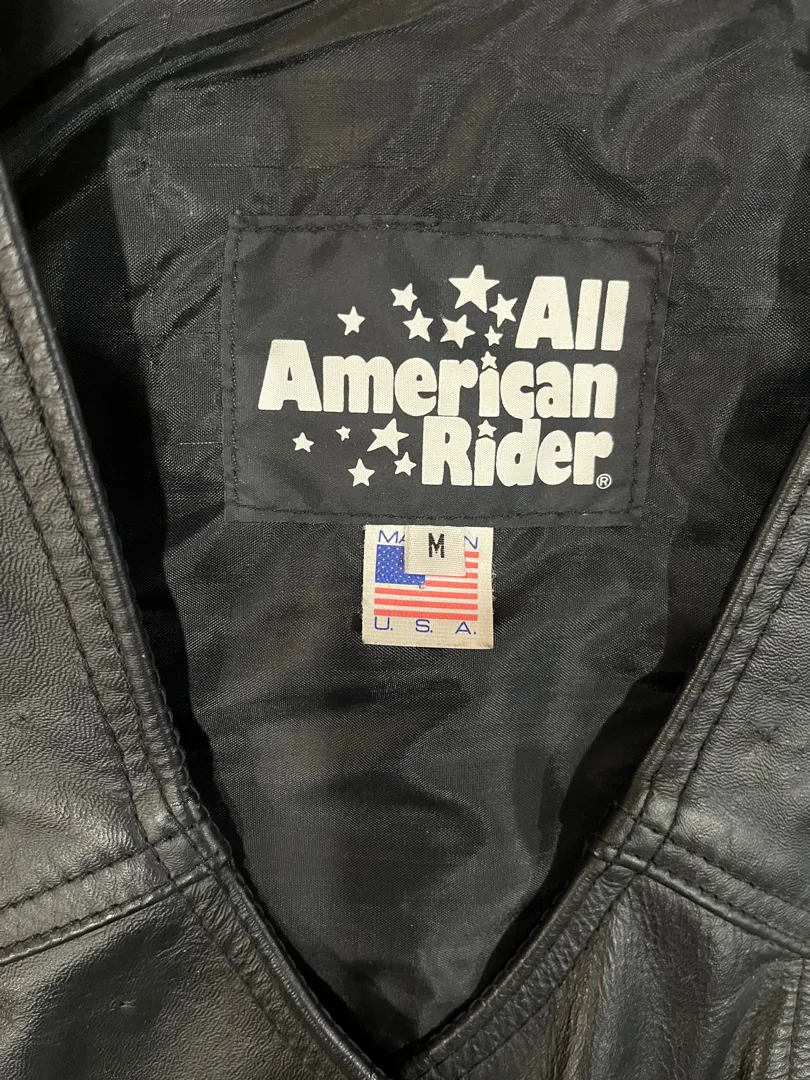 All
American
Rider®
M
U. S. A.